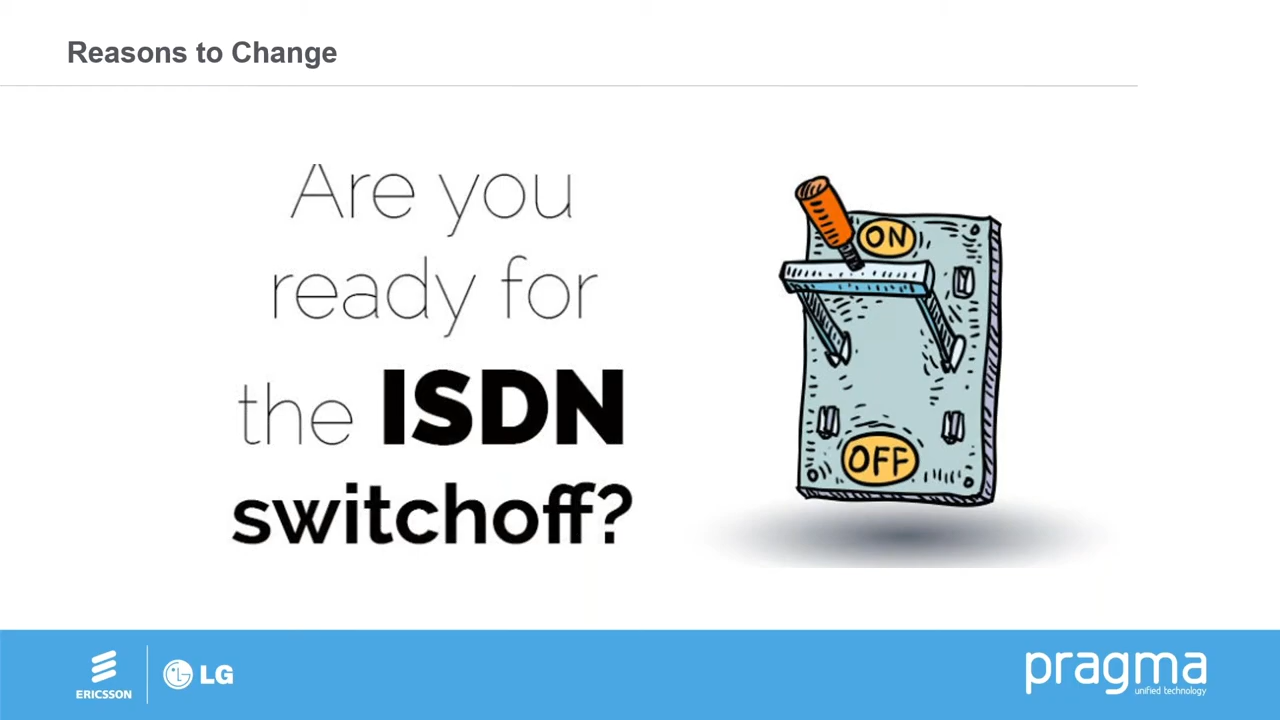 Reasons to Change
Are you
ready for
the ISDN
switchoff?
ON
OFF
ERICSSON
LG
pragma
unified technology